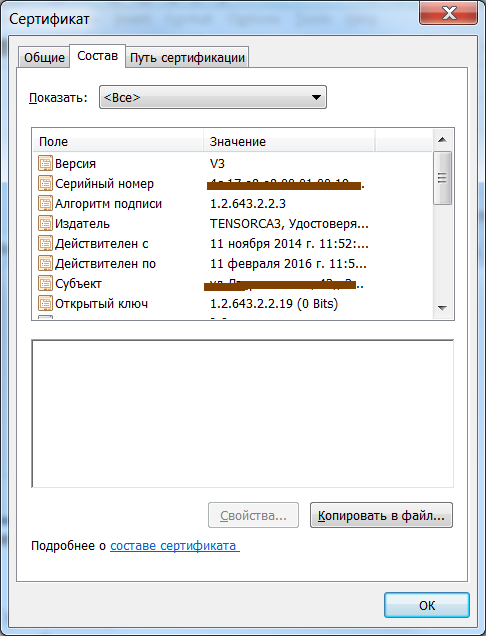 Сертификат
Общие Состав Путь сертификации
Показать: <Все>
Поле Значение
Версия V3
Серийный номер
Алгоритм подписи 1.2.643.2.2.3
Издатель TENSORCA3, Удостоверя...
Действителен с 11 ноября 2014 г. 11:52:...
Действителен по 11 февраля 2016 г. 11:5...
Субъект
Открытый ключ 1.2.643.2.2.19 (0 Bits)
Свойства... Копировать в файл...
Подробнее о составе сертификата
ОК